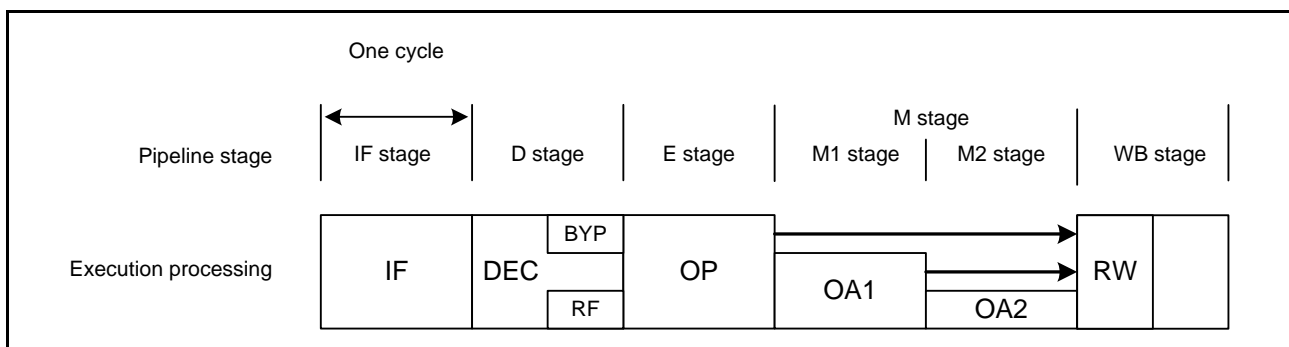 One cycle
M stage
Pipeline stage IF stage D stage E stage M1 stage M2 stage WB stage
BYP
Execution processing IF DEC OP OA1 RW
RF OA2